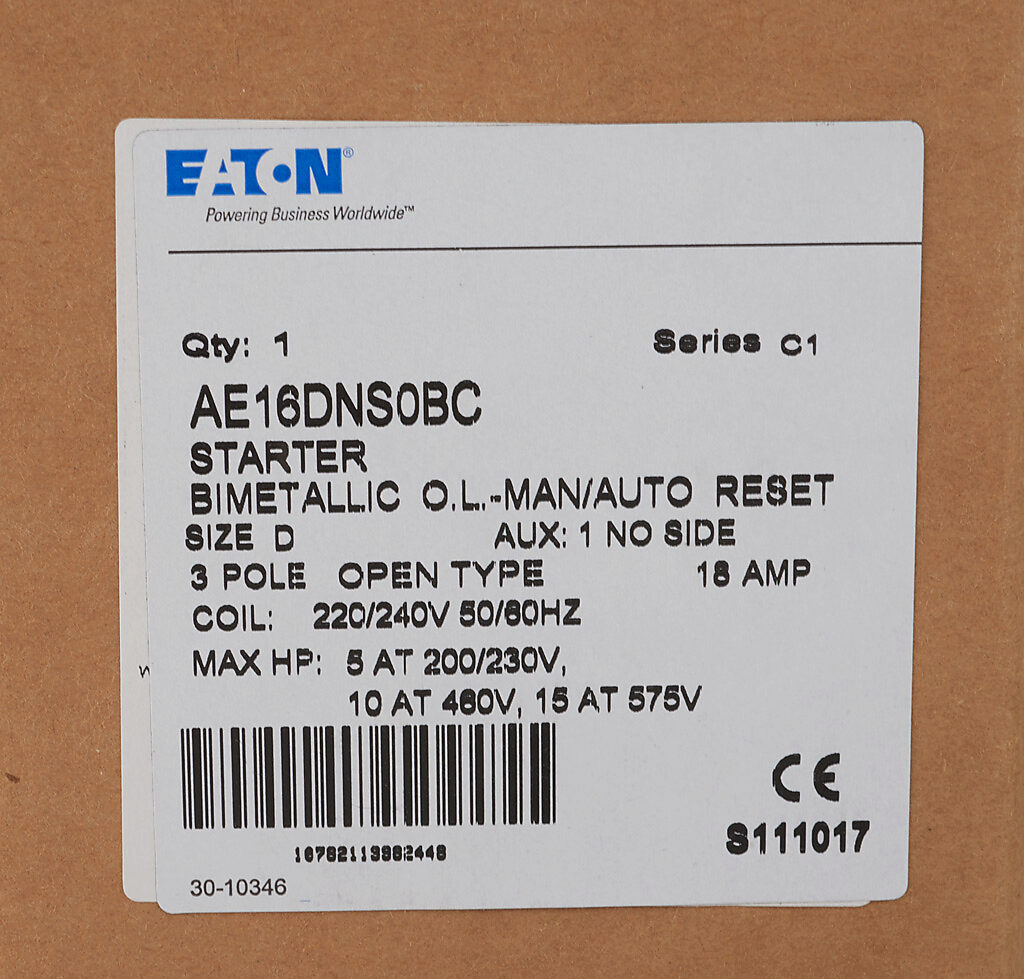 EATON®
Powering Business Worldwide™
Qty: 1 Series C1
AE16DNS0BC
STARTER
BIMETALLIC O.L.-MAN/AUTO RESET
SIZE D AUX: 1 NO SIDE
3 POLE OPEN TYPE 18 AMP
COIL: 220/240V 50/60HZ
MAX HP: 5 AT 200/230V,
10 AT 460V, 15 AT 575V
CE
S111017
30-10346